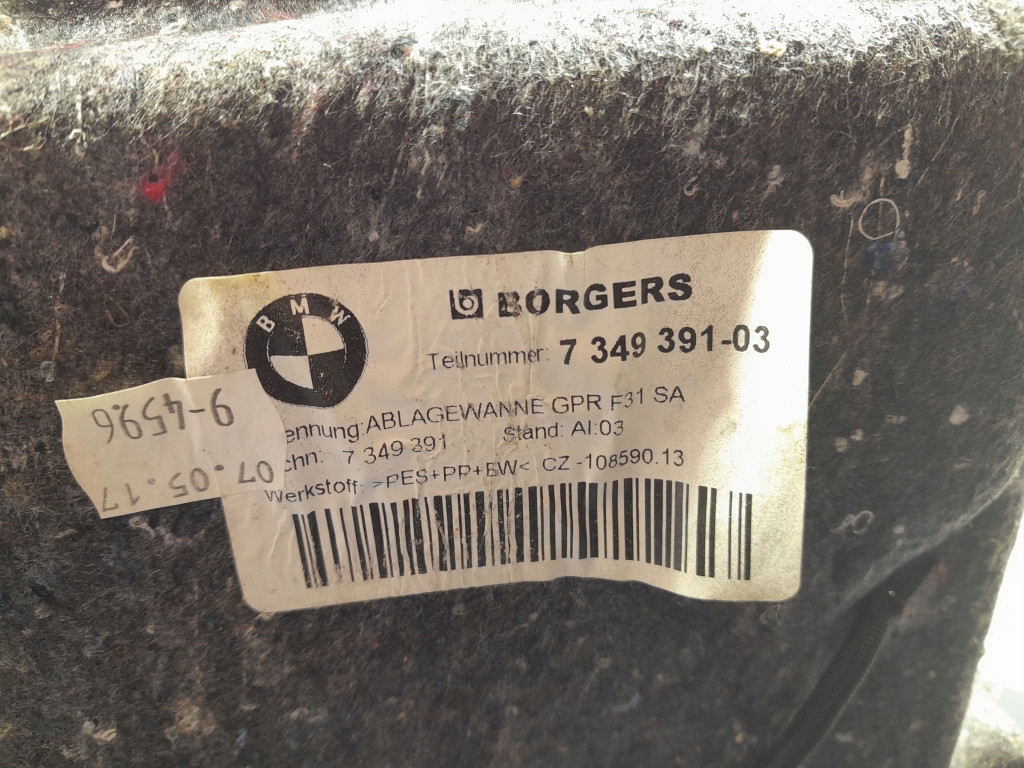 BMW
BORGERS
Teilnummer: 7 349 391-03
ennung: ABLAGEWANNE GPR F31 SA
chn: 7 349 391 Stand: AI:03
Werkstoff: >PES+PP+BW< CZ -108590.13
9-4596
07.05.17